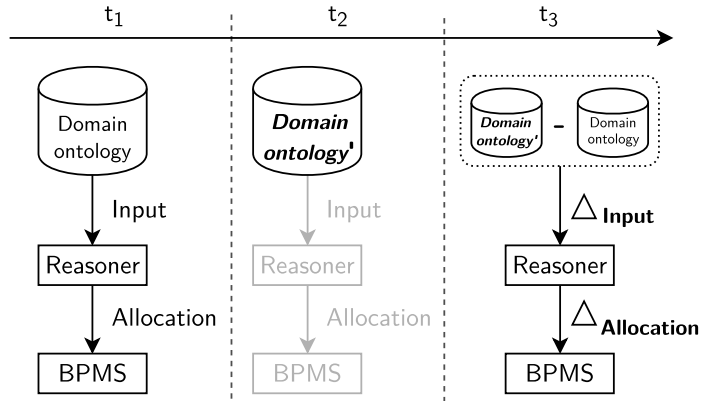 t₁ t₂ t₃
Domain
ontology
Input
Reasoner
Allocation
BPMS
Domain
ontology'
Input
Reasoner
Allocation
BPMS
Domain
ontology'
-
Domain
ontology
△ Input
Reasoner
△ Allocation
BPMS